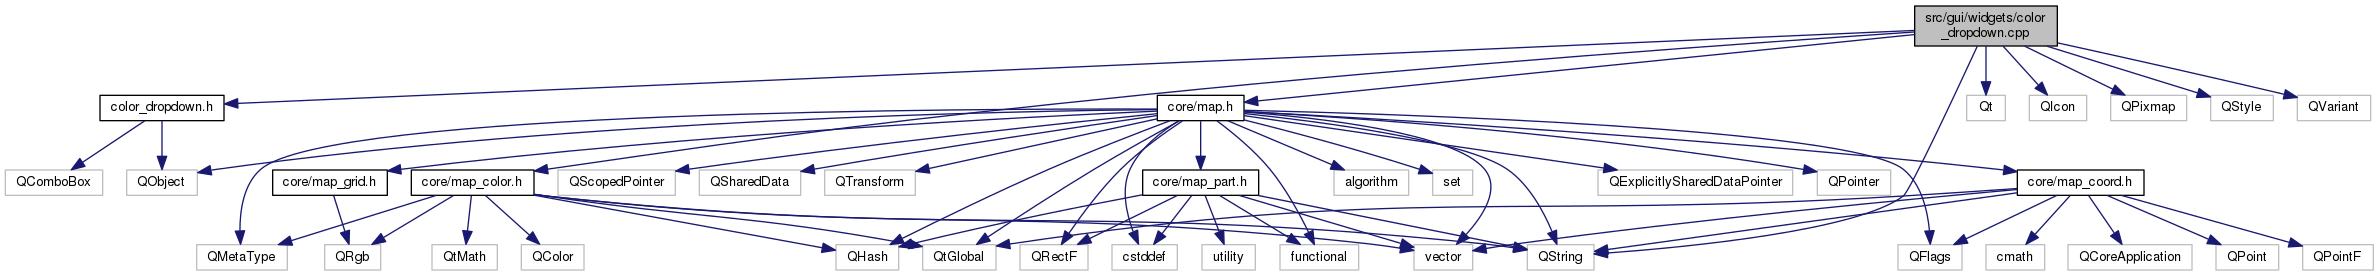 src/gui/widgets/color
_dropdown.cpp
color_dropdown.h
core/map.h
Qt
QIcon
QPixmap
QStyle
QVariant
QComboBox
QObject
core/map_grid.h
core/map_color.h
QScopedPointer
QSharedData
QTransform
core/map_part.h
algorithm
set
QExplicitlySharedDataPointer
QPointer
core/map_coord.h
QMetaType
QRgb
QtMath
QColor
QHash
QtGlobal
QRectF
cstddef
utility
functional
vector
QString
QFlags
cmath
QCoreApplication
QPoint
QPointF